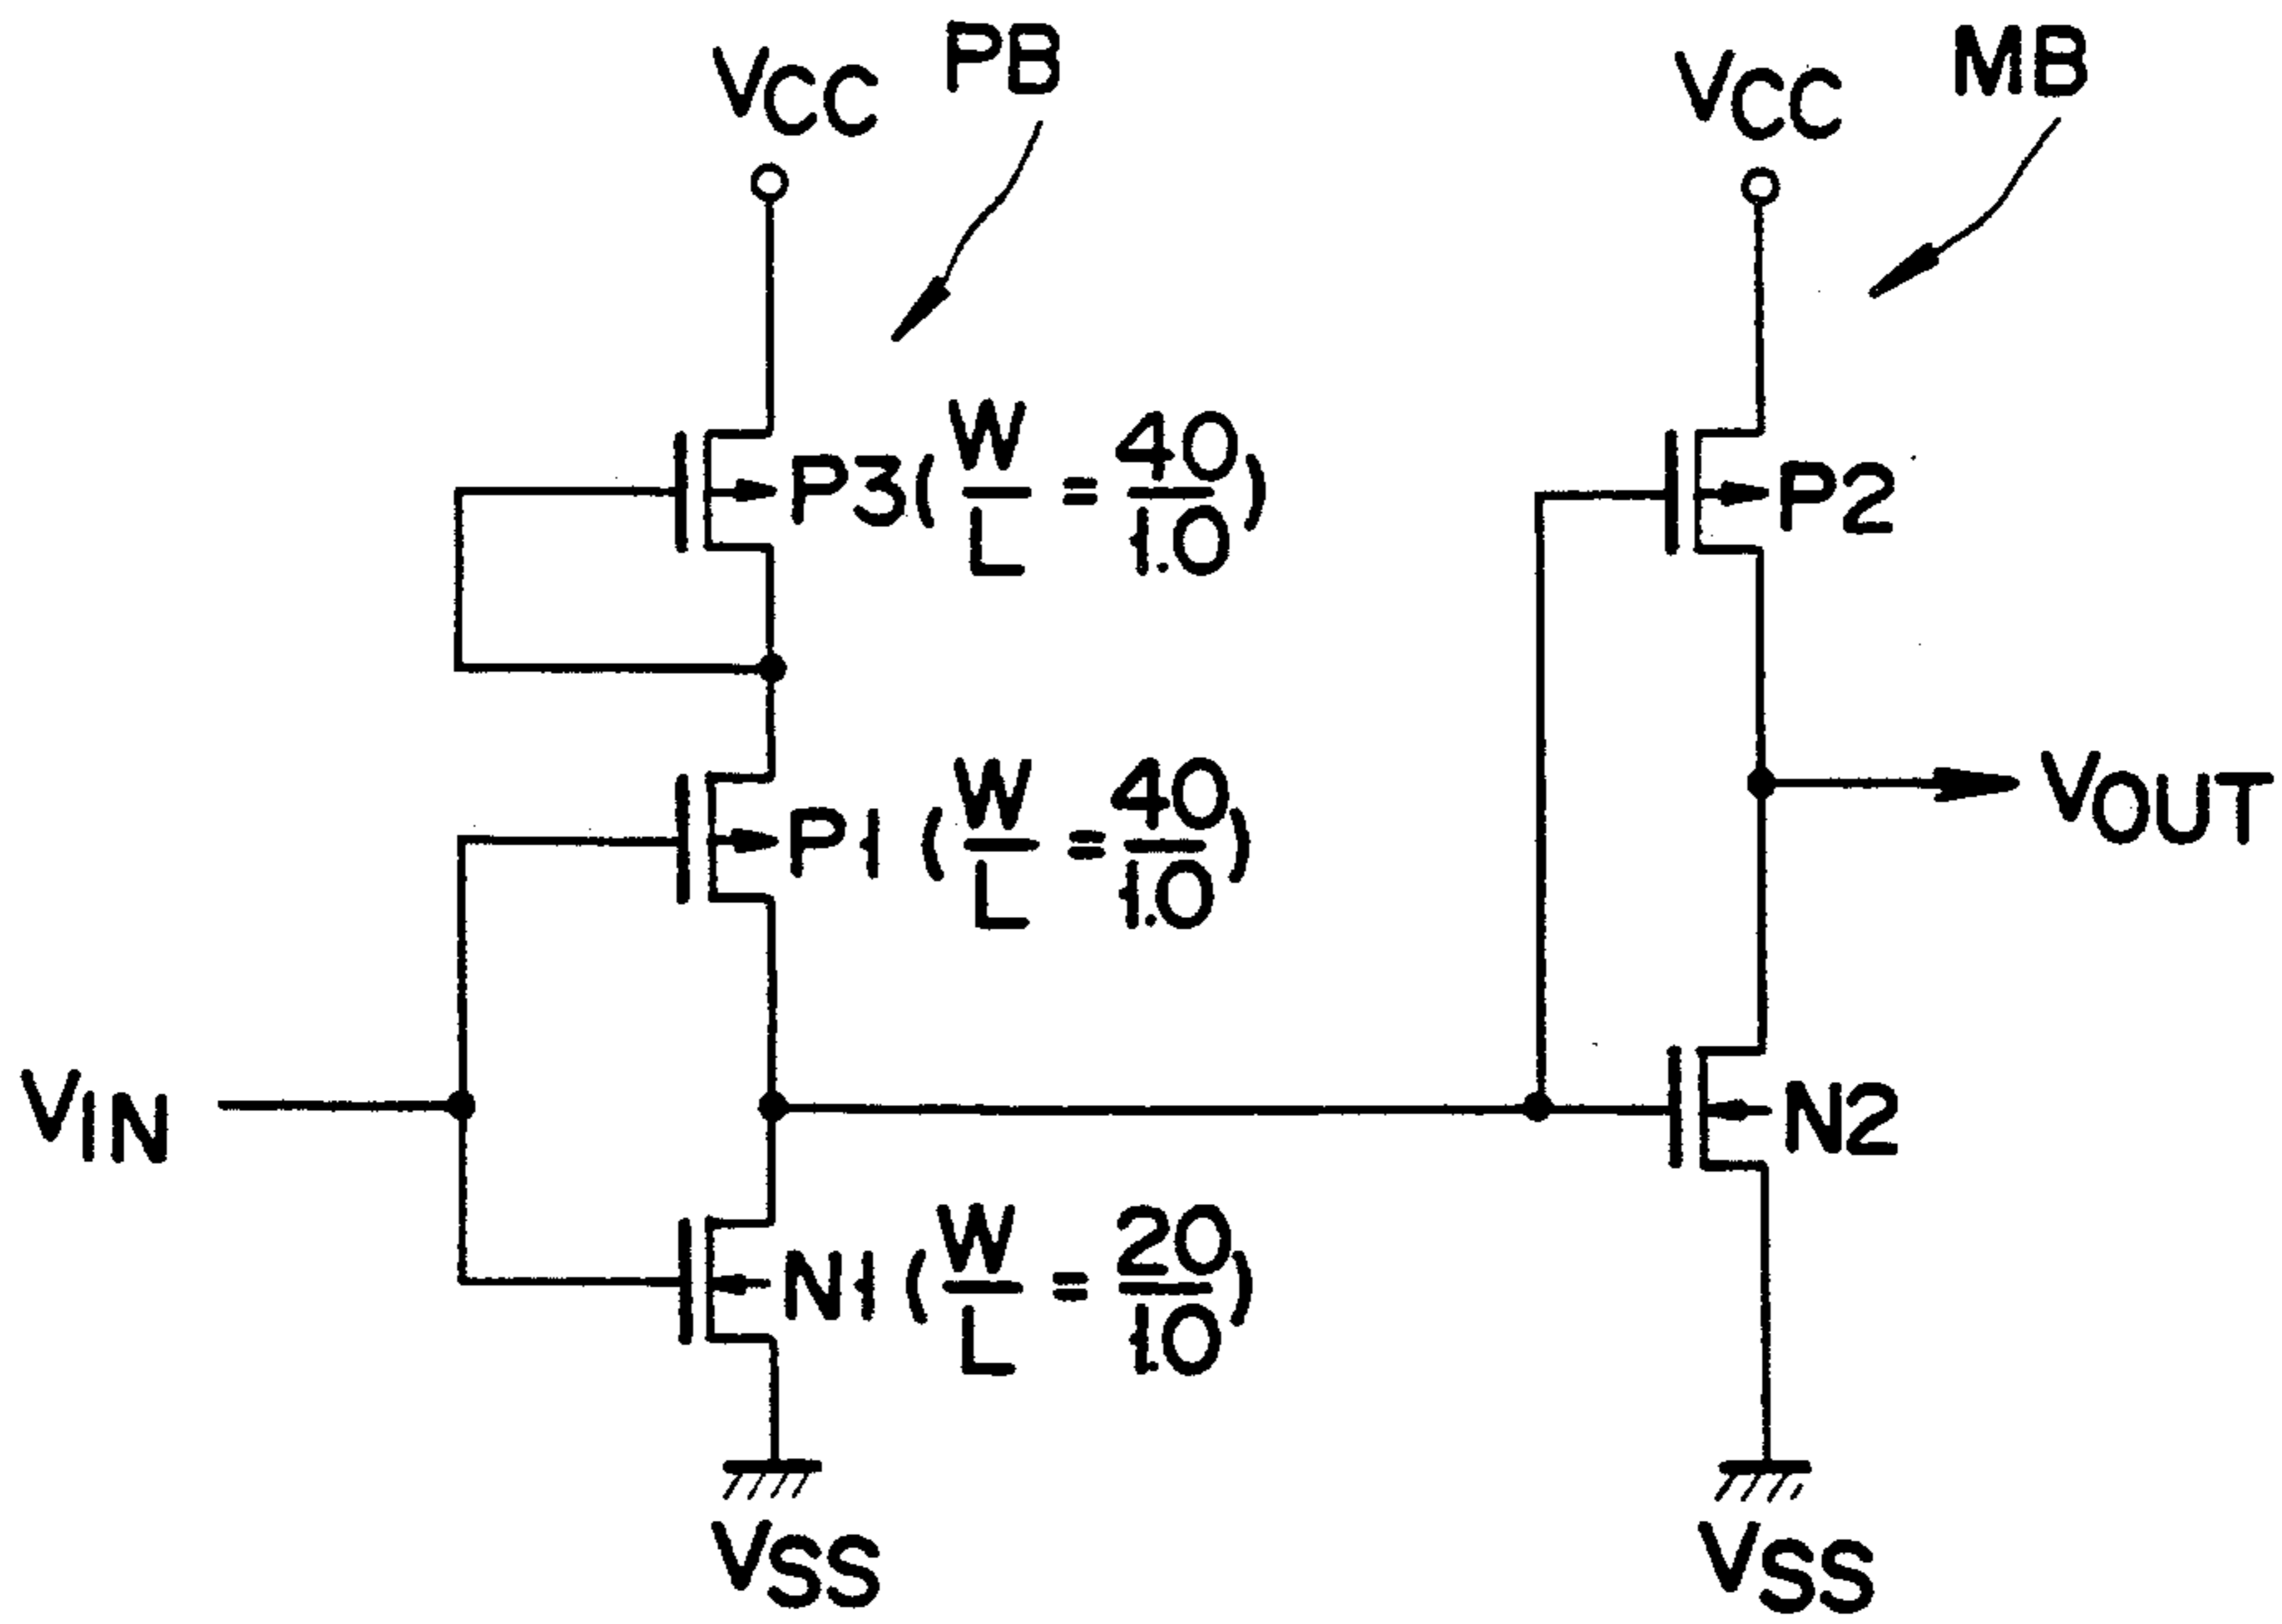 VCC
PB
VCC
MB
P3(W/L=40/1.0)
P2
P1(W/L=40/1.0)
VOUT
VIN
N2
N1(W/L=20/1.0)
VSS
VSS